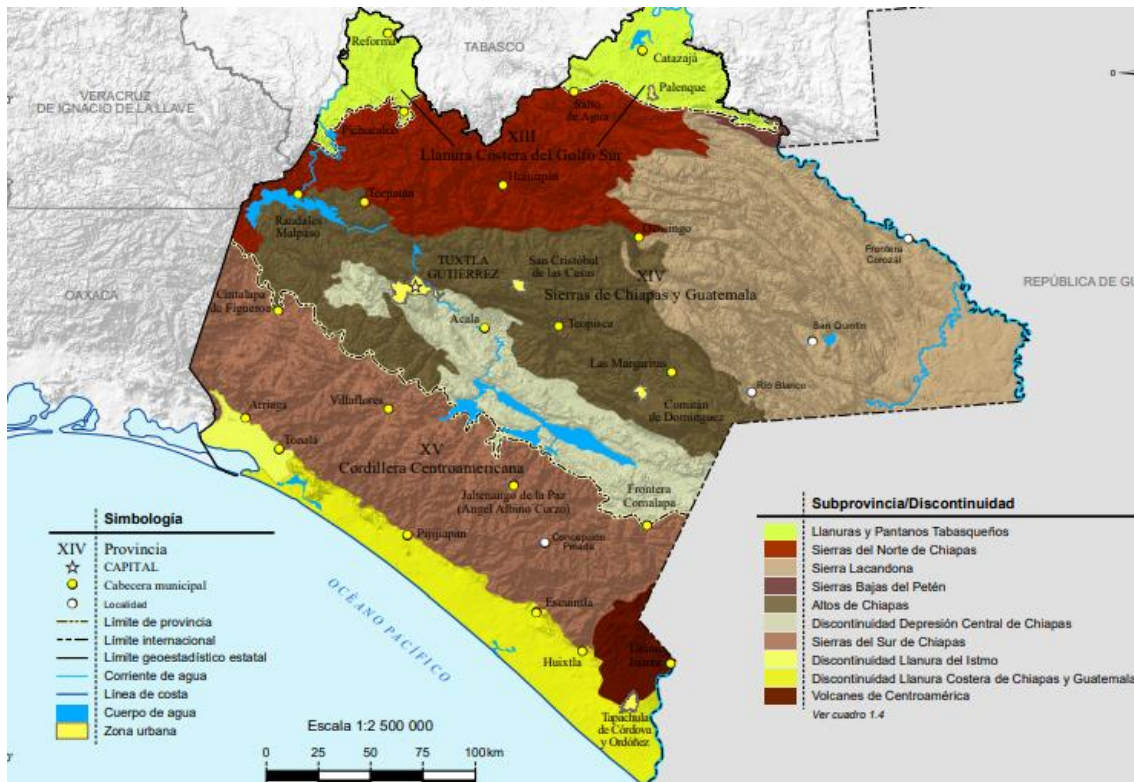 Reforma
TABASCO
Catazajá
Palenque
VERACRUZ
DE IGNACIO DE LA LLAVE
Pichucalco
Salto
de Agua
XIII
Llanura Costera del Golfo Sur
Huitiupán
Tecpatán
Raudales
Malpaso
Ocosingo
Frontera
Corozal
TUXTLA
GUTIÉRREZ
San Cristóbal
de las Casas
XIV
Sierras de Chiapas y Guatemala
OAXACA
REPÚBLICA DE GU
Cintalapa
de Figueroa
Acala
Teopisca
San Quintín
Las Margaritas
Río Blanco
Comitán
de Domínguez
Arriaga
Villaflores
Tonalá
XV
Cordillera Centroamericana
Jaltenango de la Paz
(Ángel Albino Corzo)
Frontera
Comalapa
Pijijiapan
Concepción
Pinada
OCÉANO PACÍFICO
Escuintla
Huixtla
Unión
Juárez
Tapachula
de Córdova
y Ordóñez
Simbología
XIV Provincia
CAPITAL
Cabecera municipal
Localidad
Límite de provincia
Límite internacional
Límite geoestadístico estatal
Corriente de agua
Línea de costa
Cuerpo de agua
Zona urbana
Escala 1:2 500 000
0 25 50 75 100 km
0
Subprovincia/Discontinuidad
Llanuras y Pantanos Tabasqueños
Sierras del Norte de Chiapas
Sierra Lacandona
Sierras Bajas del Petén
Altos de Chiapas
Discontinuidad Depresión Central de Chiapas
Sierras del Sur de Chiapas
Discontinuidad Llanura del Istmo
Discontinuidad Llanura Costera de Chiapas y Guatemala
Volcanes de Centroamérica
Ver cuadro 1.4